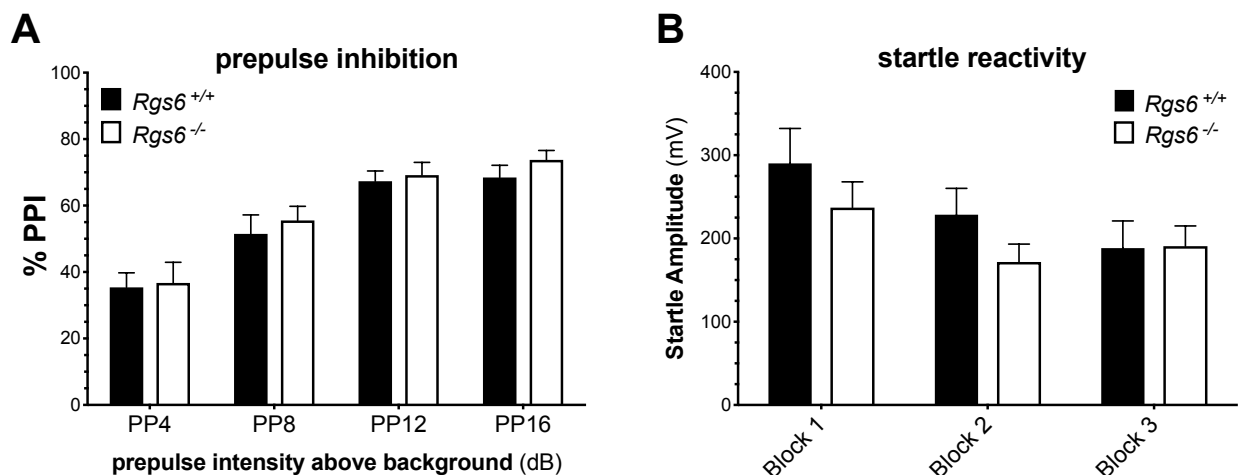 A
prepulse inhibition
% PPI
100
80
60
40
20
0
Rgs6 +/+
Rgs6 -/-
PP4 PP8 PP12 PP16
prepulse intensity above background (dB)
B
startle reactivity
Startle Amplitude (mV)
400
300
200
100
0
Rgs6 +/+
Rgs6 -/-
Block 1 Block 2 Block 3